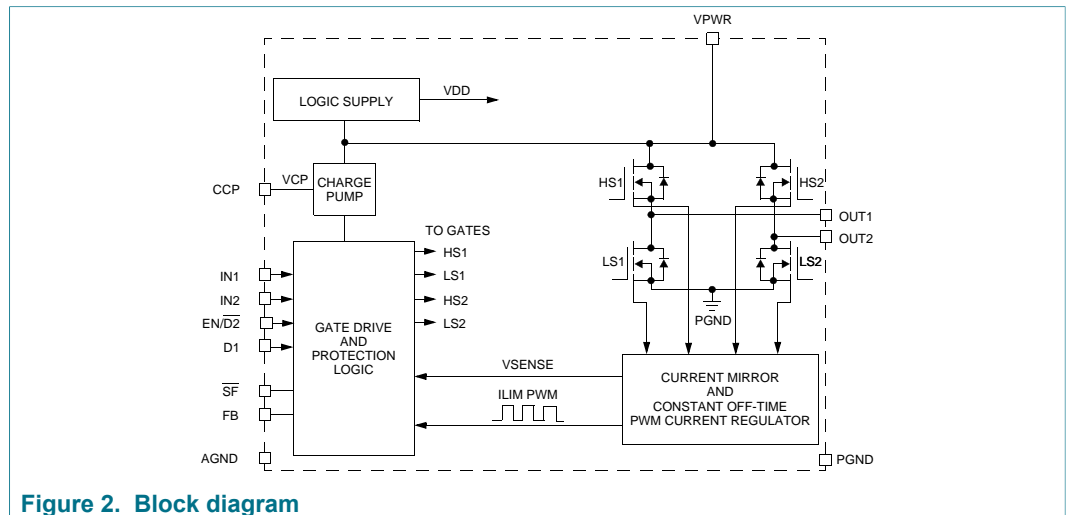 VPWR
LOGIC SUPPLY
VDD
CCP
VCP
CHARGE
PUMP
HS1
HS2
TO GATES
HS1
LS1
HS2
LS2
OUT1
OUT2
LS1
LS2
PGND
IN1
IN2
EN/D2
D1
SF
FB
AGND
GATE DRIVE
AND
PROTECTION
LOGIC
VSENSE
ILIM PWM
CURRENT MIRROR
AND
CONSTANT OFF-TIME
PWM CURRENT REGULATOR
PGND
Figure 2. Block diagram